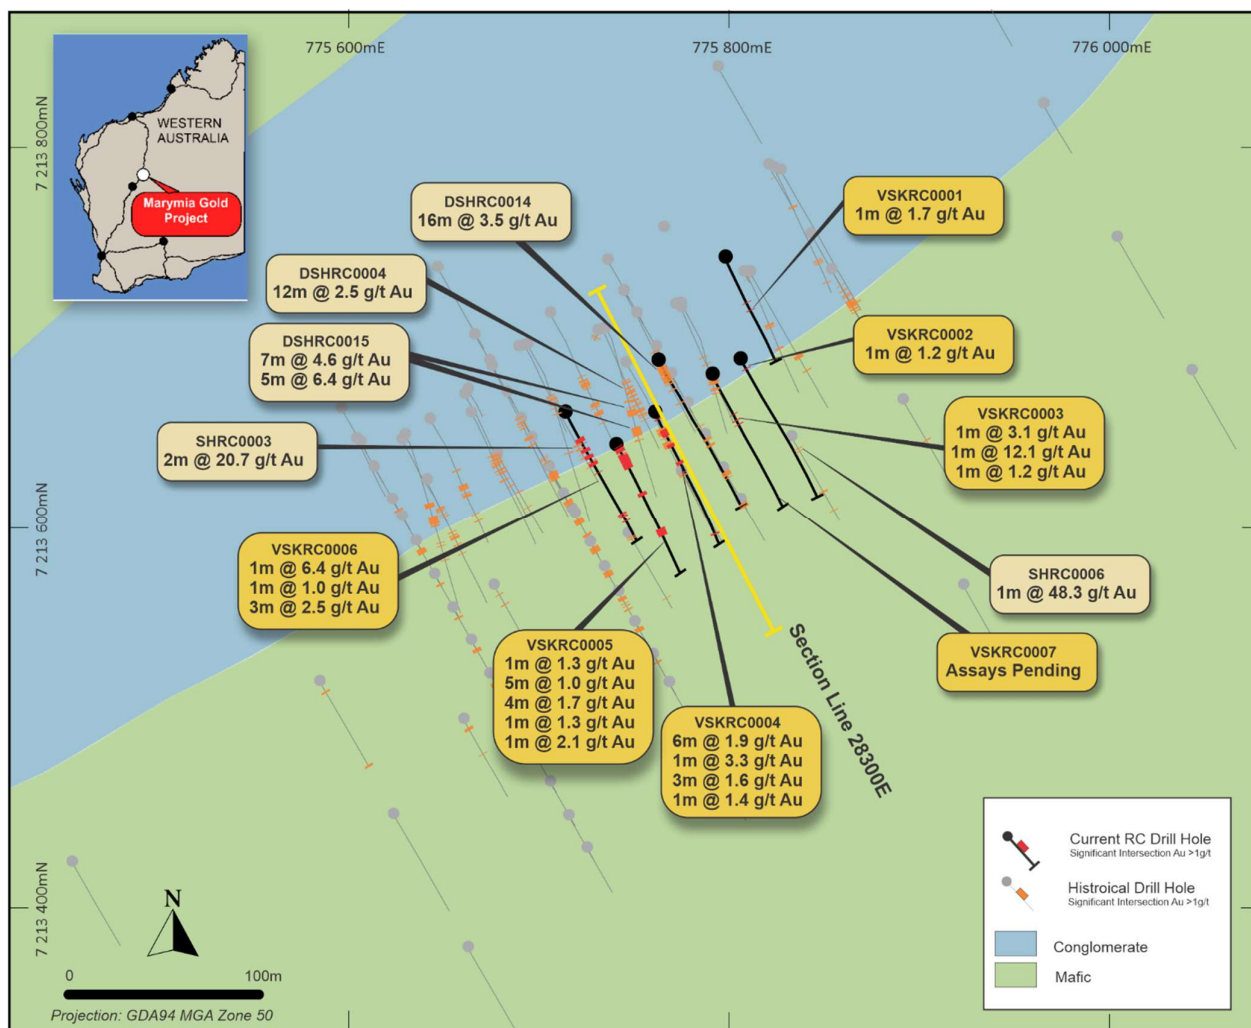 775 600mE
775 800mE
776 000mE
7 213 800mN
7 213 600mN
7 213 400mN
WESTERN
AUSTRALIA
Marymia Gold
Project
DSHRC0014
16m @ 3.5 g/t Au
VSKRC0001
1m @ 1.7 g/t Au
DSHRC0004
12m @ 2.5 g/t Au
DSHRC0015
7m @ 4.6 g/t Au
5m @ 6.4 g/t Au
VSKRC0002
1m @ 1.2 g/t Au
SHRC0003
2m @ 20.7 g/t Au
VSKRC0003
1m @ 3.1 g/t Au
1m @ 12.1 g/t Au
1m @ 1.2 g/t Au
VSKRC0006
1m @ 6.4 g/t Au
1m @ 1.0 g/t Au
3m @ 2.5 g/t Au
SHRC0006
1m @ 48.3 g/t Au
VSKRC0005
1m @ 1.3 g/t Au
5m @ 1.0 g/t Au
4m @ 1.7 g/t Au
1m @ 1.3 g/t Au
1m @ 2.1 g/t Au
VSKRC0007
Assays Pending
VSKRC0004
6m @ 1.9 g/t Au
1m @ 3.3 g/t Au
3m @ 1.6 g/t Au
1m @ 1.4 g/t Au
Section Line 28300E
Current RC Drill Hole
Significant Intersection Au >1g/t
Histroical Drill Hole
Significant Intersection Au >1g/t
Conglomerate
Mafic
N
0
100m
Projection: GDA94 MGA Zone 50